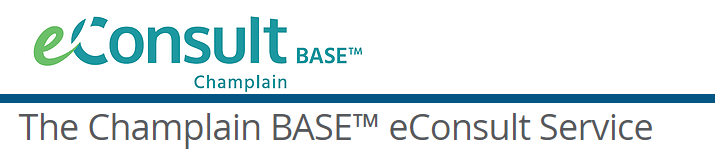 eConsult BASE™
Champlain
The Champlain BASE™ eConsult Service